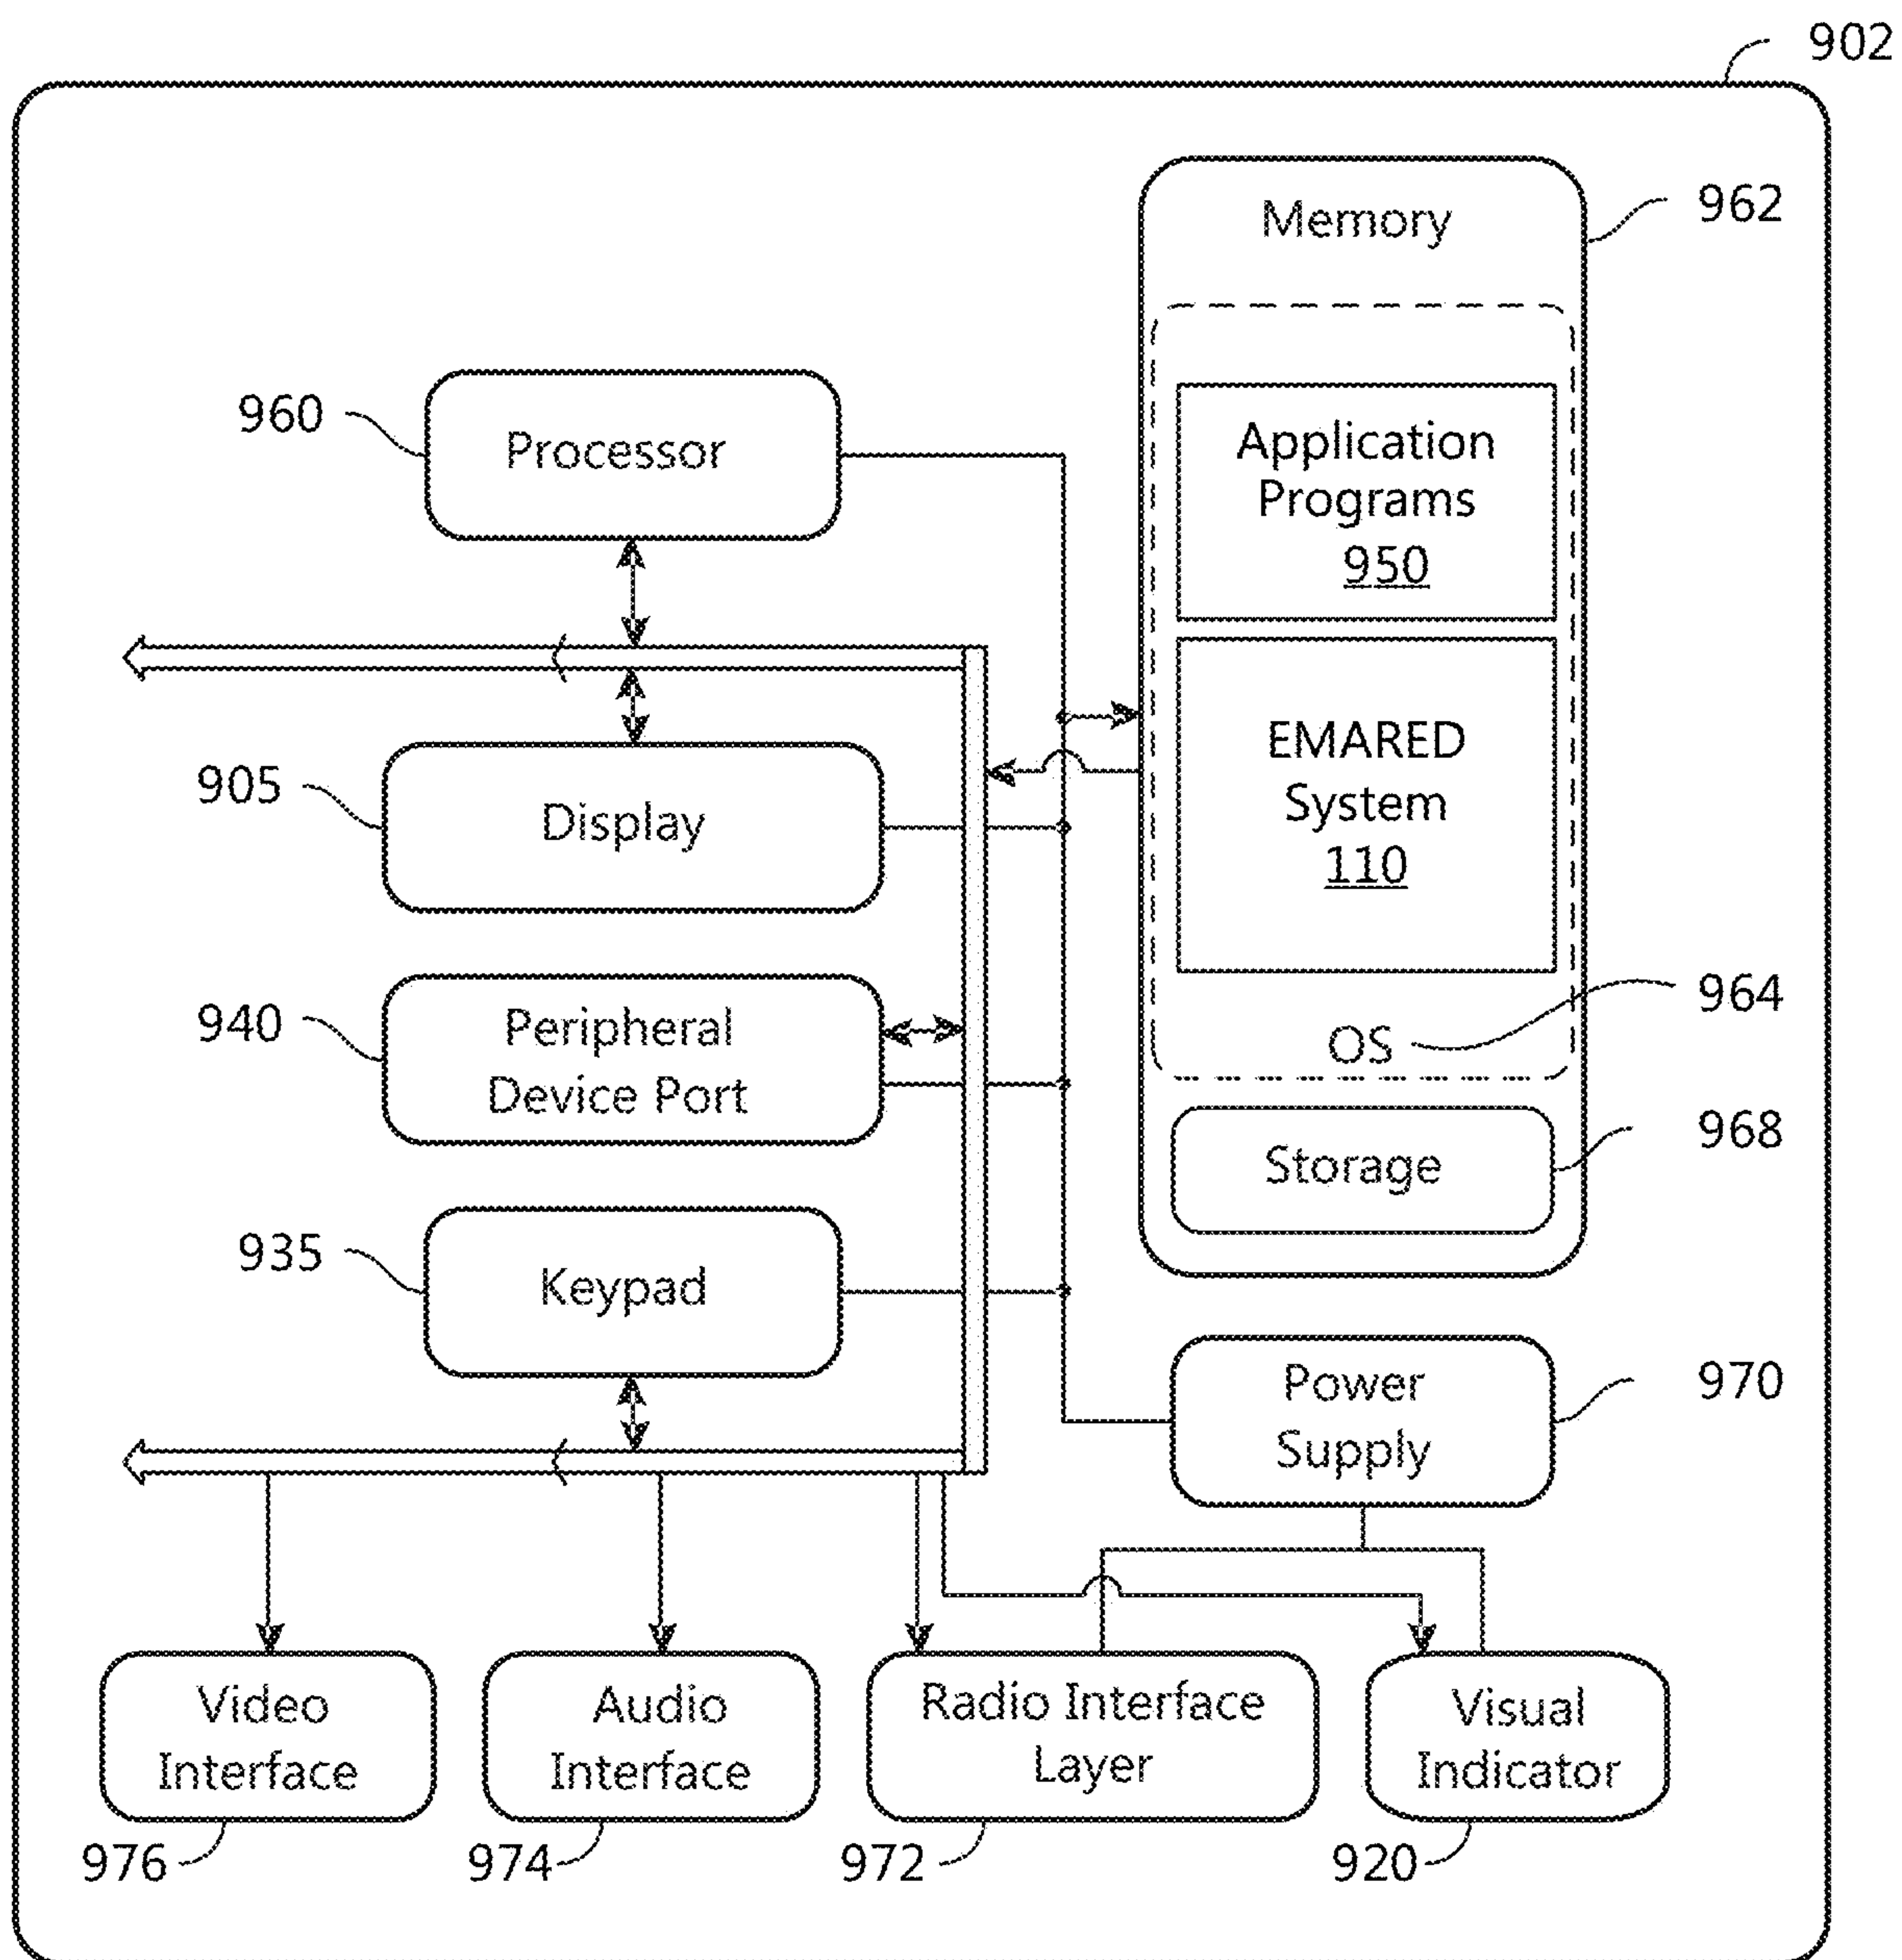 902
Memory
962
960
Processor
Application
Programs
950
905
Display
EMARED
System
110
940
Peripheral
Device Port
964
OS
968
Storage
935
Keypad
Power
Supply
970
Video
Interface
Audio
Interface
Radio Interface
Layer
Visual
Indicator
976
974
972
920